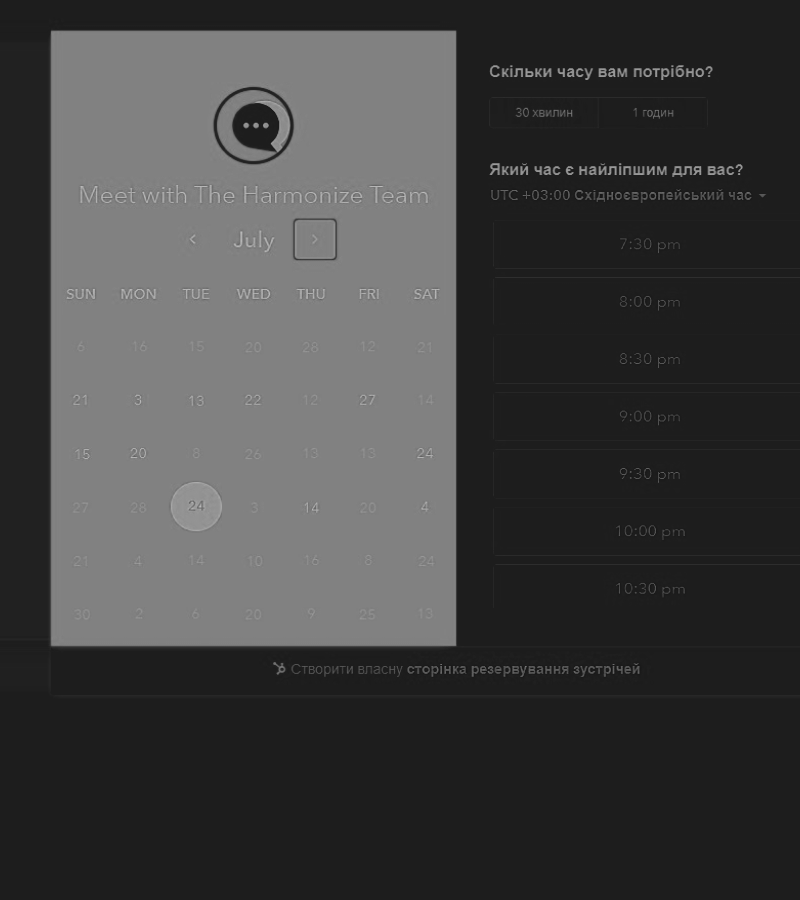 Meet with The Harmonize Team
July
SUN MON TUE WED THU FRI SAT
6 16 15 20 28 12 21
21 3 13 22 12 27 14
15 20 8 26 13 13 24
27 28 24 3 14 20 4
21 4 14 10 16 8 24
30 2 6 20 9 25 13
Скільки часу вам потрібно?
30 хвилин 1 годин
Який час є найліпшим для вас?
UTC +03:00 Східноєвропейський час
7:30 pm
8:00 pm
8:30 pm
9:00 pm
9:30 pm
10:00 pm
10:30 pm
Створити власну сторінка резервування зустрічей